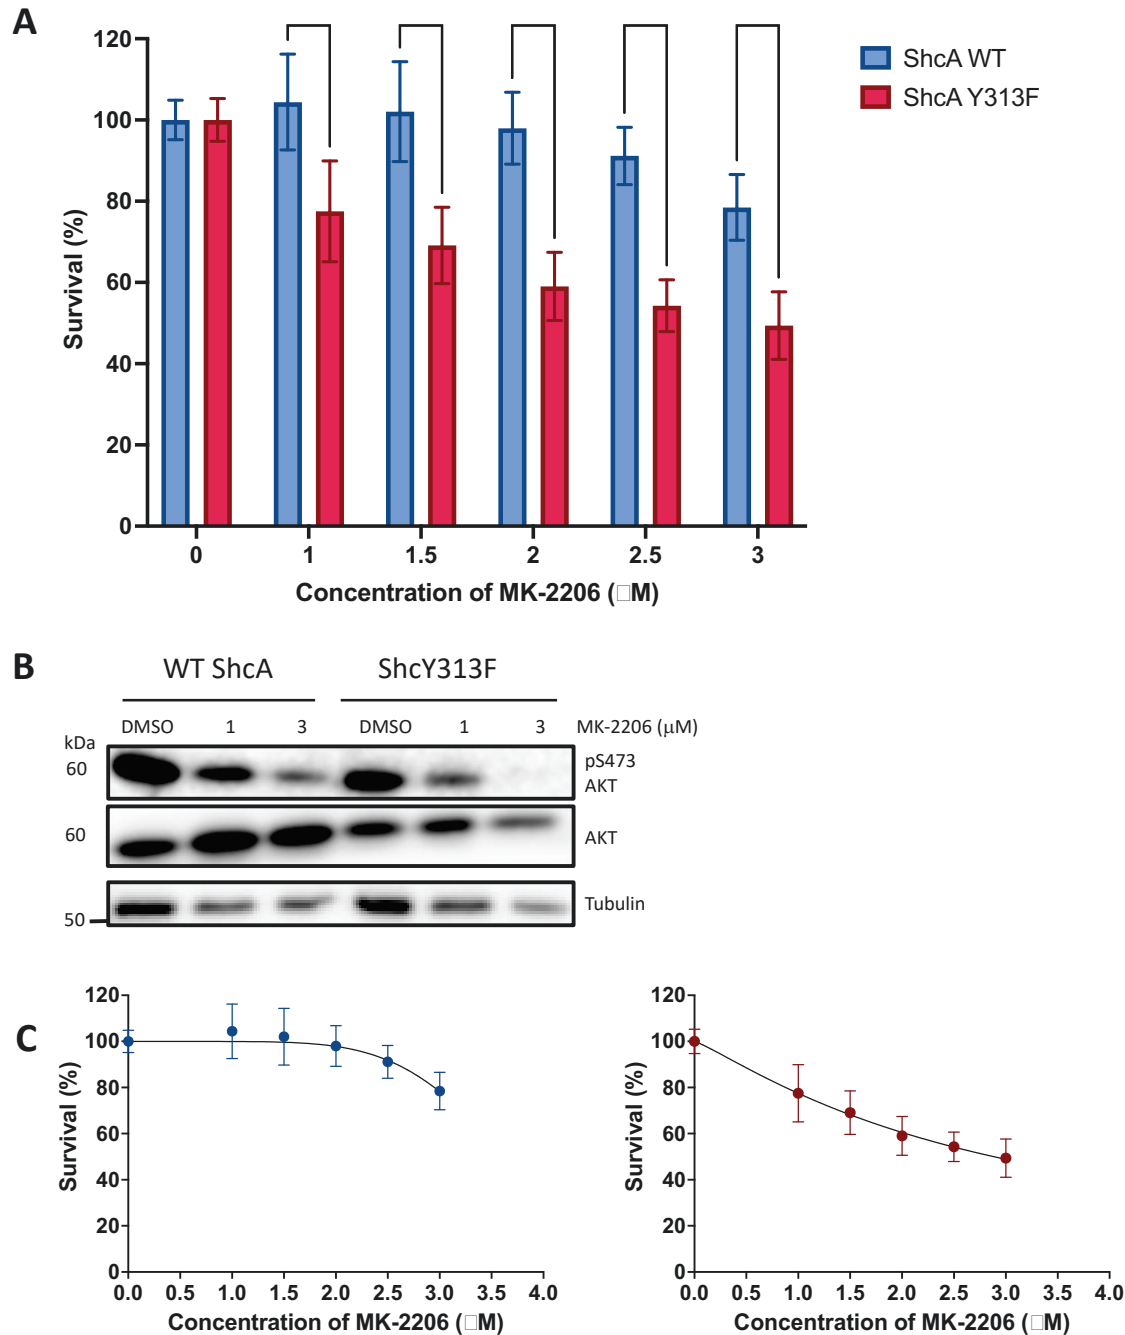 A
120
100
80
60
40
20
0
Survival (%)
0 1 1.5 2 2.5 3
Concentration of MK-2206 (□M)
ShcA WT
ShcA Y313F
B
WT ShcA ShcY313F
DMSO 1 3 DMSO 1 3 MK-2206 (μM)
kDa
60
pS473
AKT
60
AKT
Tubulin
50
C
120
100
80
60
40
20
0
Survival (%)
0.0 0.5 1.0 1.5 2.0 2.5 3.0 3.5 4.0
Concentration of MK-2206 (□M)
120
100
80
60
40
20
0
Survival (%)
0.0 0.5 1.0 1.5 2.0 2.5 3.0 3.5 4.0
Concentration of MK-2206 (□M)